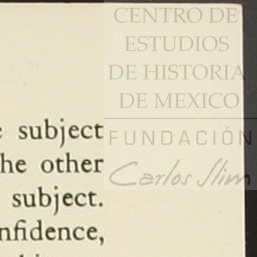 CENTRO DE
ESTUDIOS
DE HISTORIA
DE MEXICO
FUNDACIÓN
Carlos Slim
subject
he other
subject.
nfidence,